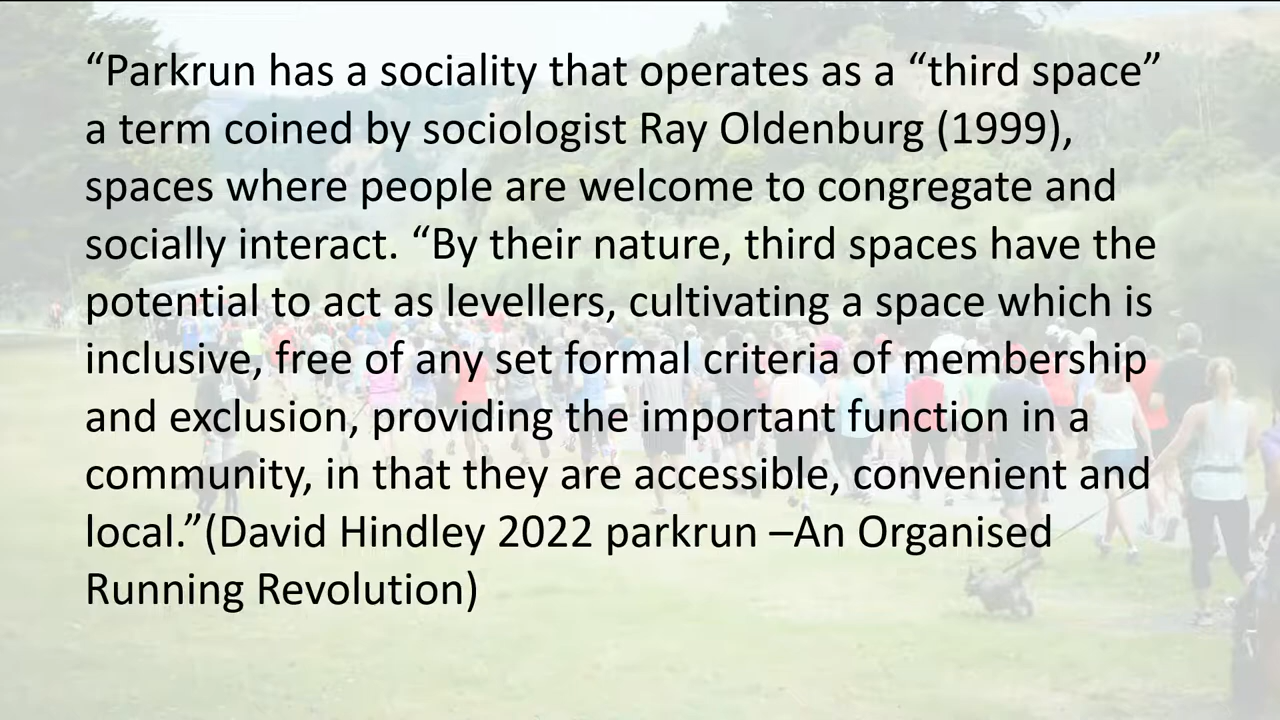 “Parkrun has a sociality that operates as a “third space”
a term coined by sociologist Ray Oldenburg (1999),
spaces where people are welcome to congregate and
socially interact. “By their nature, third spaces have the
potential to act as levellers, cultivating a space which is
inclusive, free of any set formal criteria of membership
and exclusion, providing the important function in a
community, in that they are accessible, convenient and
local.”(David Hindley 2022 parkrun –An Organised
Running Revolution)